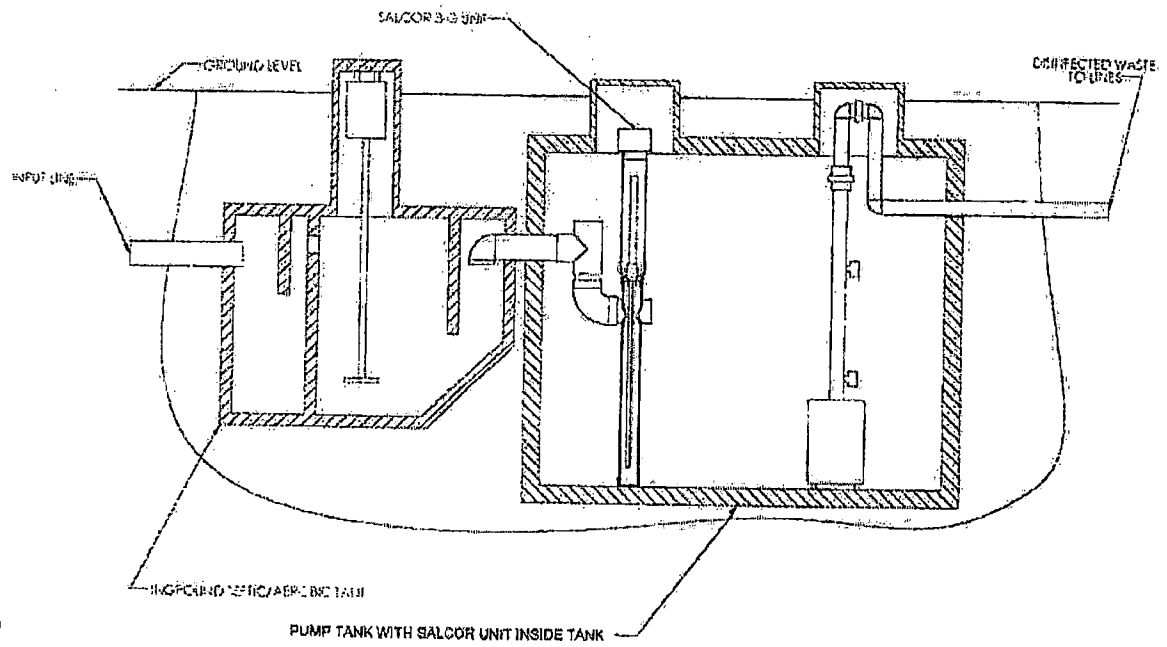 SALCOR 3-G UNIT
GROUND LEVEL
DISINFECTED WASTE
TO LINES
INPUT LINE
INGROUND SEPTIC/AEROBIC TANK
PUMP TANK WITH SALCOR UNIT INSIDE TANK